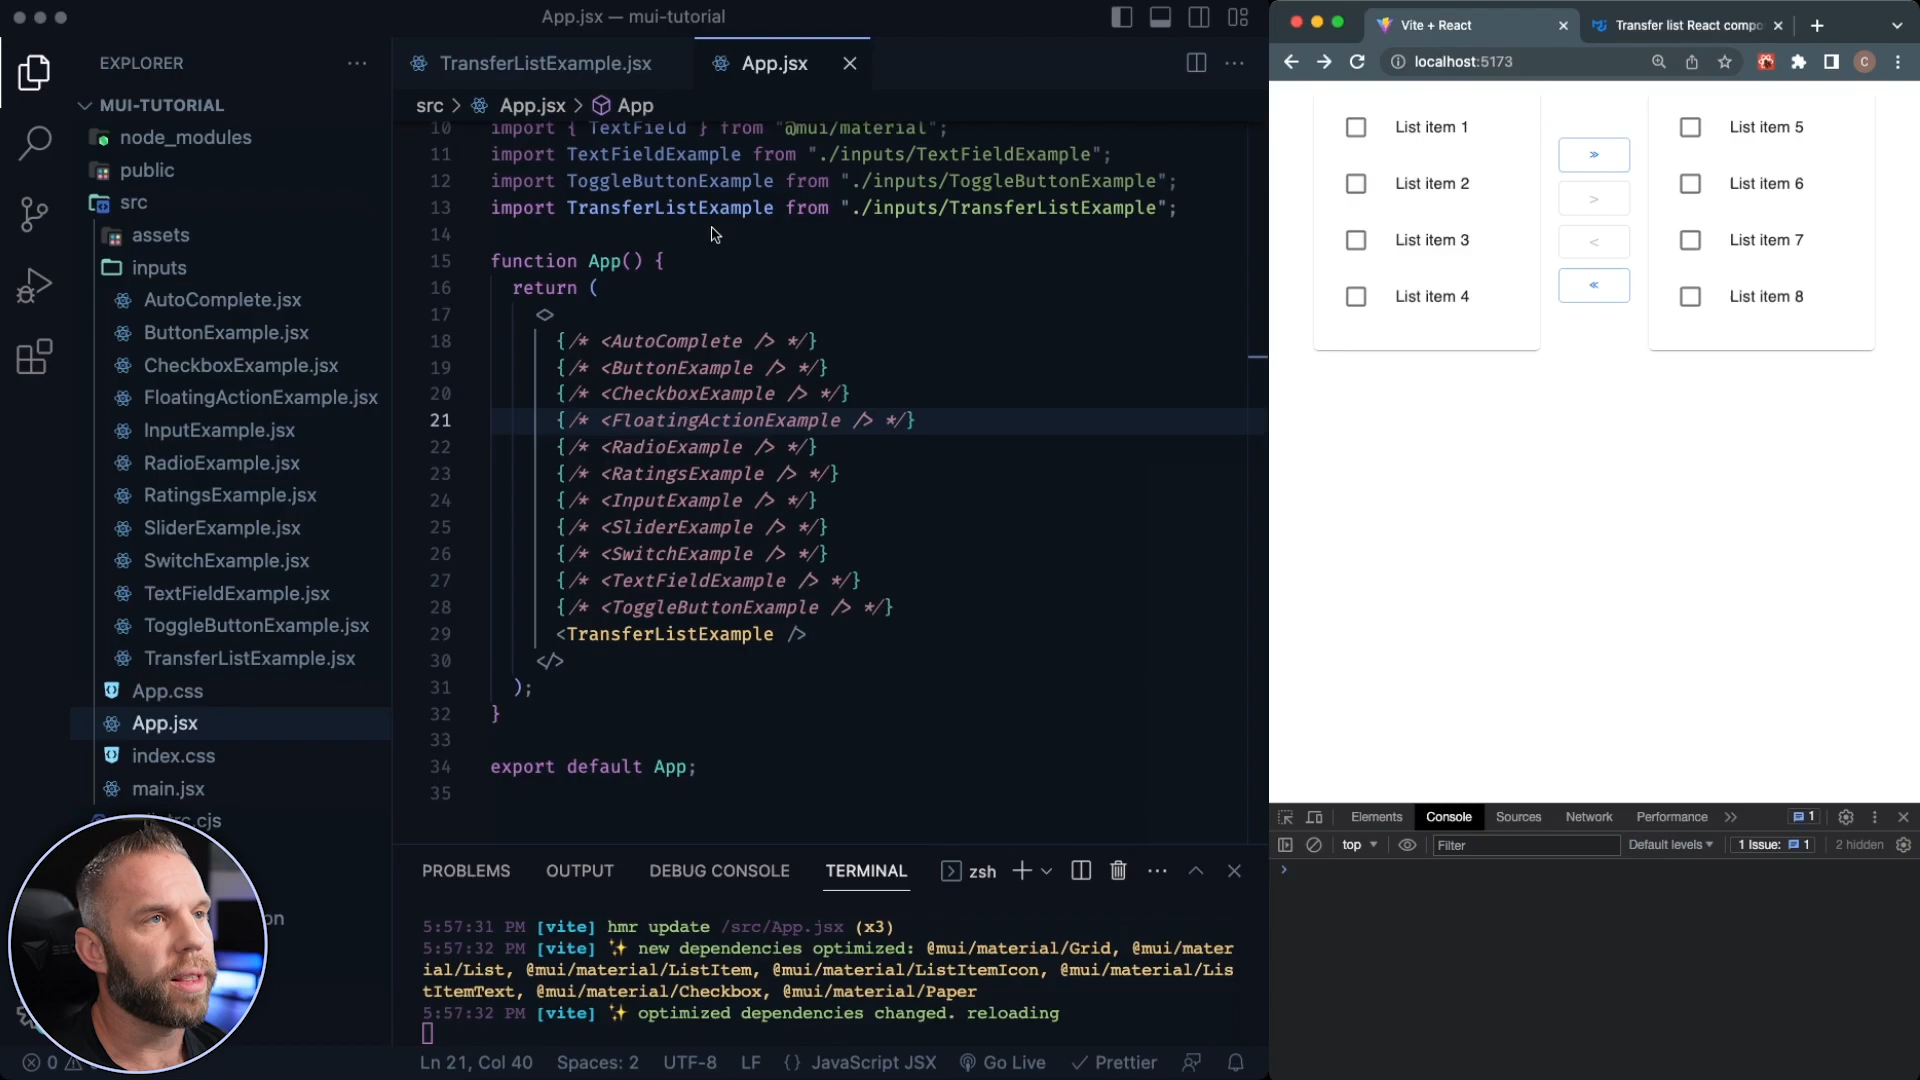 App.jsx — mui-tutorial
EXPLORER
MUI-TUTORIAL
node_modules
public
src
assets
inputs
AutoComplete.jsx
ButtonExample.jsx
CheckboxExample.jsx
FloatingActionExample.jsx
InputExample.jsx
RadioExample.jsx
RatingsExample.jsx
SliderExample.jsx
SwitchExample.jsx
TextFieldExample.jsx
ToggleButtonExample.jsx
TransferListExample.jsx
App.css
App.jsx
index.css
main.jsx
TransferListExample.jsx
App.jsx
src > App.jsx > App
10 import { TextField } from "@mui/material";
11 import TextFieldExample from "./inputs/TextFieldExample";
12 import ToggleButtonExample from "./inputs/ToggleButtonExample";
13 import TransferListExample from "./inputs/TransferListExample";
14
15 function App() {
16 return (
17 <>
18 {/* <AutoComplete /> */}
19 {/* <ButtonExample /> */}
20 {/* <CheckboxExample /> */}
21 {/* <FloatingActionExample /> */}
22 {/* <RadioExample /> */}
23 {/* <RatingsExample /> */}
24 {/* <InputExample /> */}
25 {/* <SliderExample /> */}
26 {/* <SwitchExample /> */}
27 {/* <TextFieldExample /> */}
28 {/* <ToggleButtonExample /> */}
29 <TransferListExample />
30 </>
31 );
32 }
33
34 export default App;
35
PROBLEMS OUTPUT DEBUG CONSOLE TERMINAL zsh
5:57:31 PM [vite] hmr update /src/App.jsx (x3)
5:57:32 PM [vite] ✨ new dependencies optimized: @mui/material/Grid, @mui/mater
ial/List, @mui/material/ListItem, @mui/material/ListItemIcon, @mui/material/Lis
tItemText, @mui/material/Checkbox, @mui/material/Paper
5:57:32 PM [vite] ✨ optimized dependencies changed. reloading
0
Ln 21, Col 40 Spaces: 2 UTF-8 LF {} JavaScript JSX Go Live Prettier
Vite + React
Transfer list React compo
localhost:5173
C
List item 1
List item 2
List item 3
List item 4
≫
>
<
≪
List item 5
List item 6
List item 7
List item 8
Elements Console Sources Network Performance 1
top Filter Default levels 1 Issue: 1 2 hidden